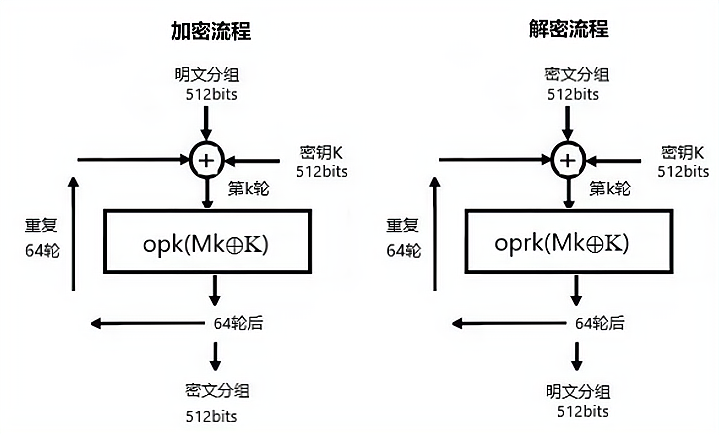 加密流程
明文分组
512bits
密钥K
512bits
第k轮
重复
64轮
opk(Mk⊕K)
64轮后
密文分组
512bits
解密流程
密文分组
512bits
密钥K
512bits
第k轮
重复
64轮
oprk(Mk⊕K)
64轮后
明文分组
512bits